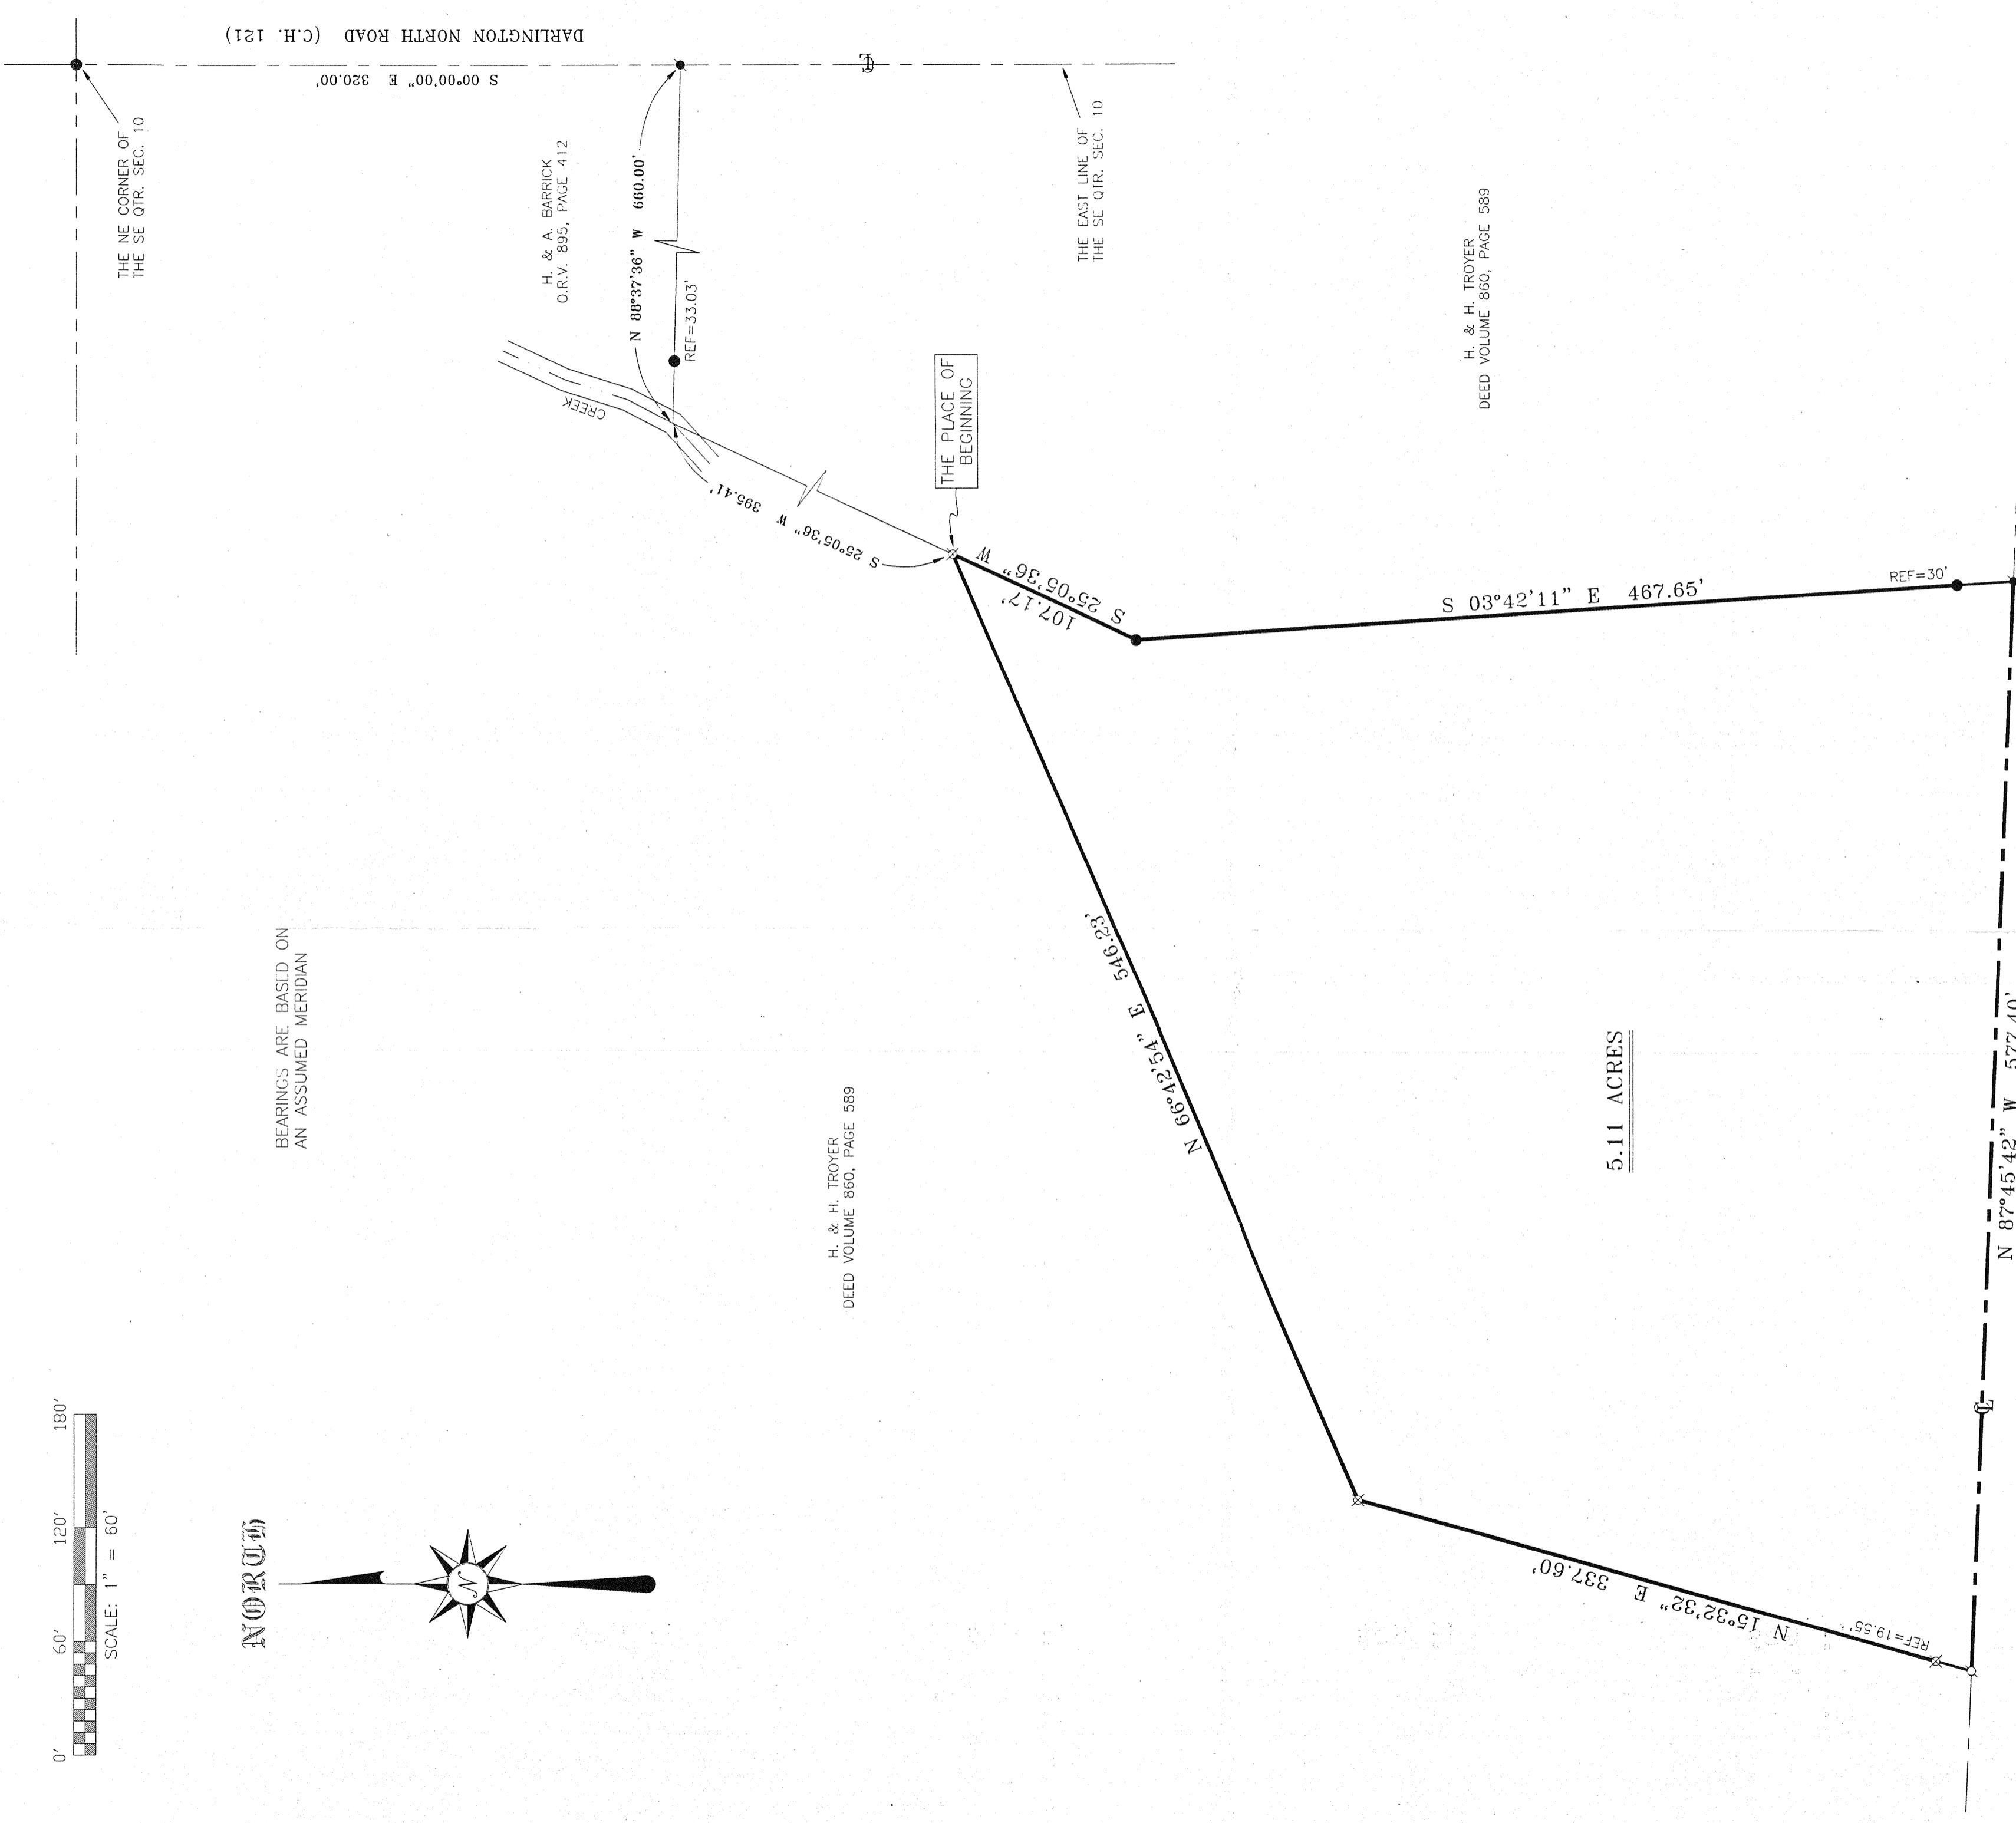 DARLINGTON NORTH ROAD (C.H. 121)
S 00°00'00" E 320.00'
THE NE CORNER OF
THE SE QTR. SEC. 10
H. & A. BARRICK
O.R.V. 895, PAGE 412
N 88°37'36" W 660.00'
REF=33.03'
CREEK
THE EAST LINE OF
THE SE QTR. SEC. 10
S 25°05'36" W 395.41'
THE PLACE OF
BEGINNING
S 25°05'36" W
107.17'
H. & H. TROYER
DEED VOLUME 860, PAGE 589
S 03°42'11" E 467.65'
REF=30'
N 66°42'54" E 546.23'
BEARINGS ARE BASED ON
AN ASSUMED MERIDIAN
H. & H. TROYER
DEED VOLUME 860, PAGE 589
5.11 ACRES
N 87°45'42" W 577.40'
CL
CL
N 15°32'32" E 337.60'
REF=19.55'
NORTH
N
0' 60' 120' 180'
SCALE: 1" = 60'